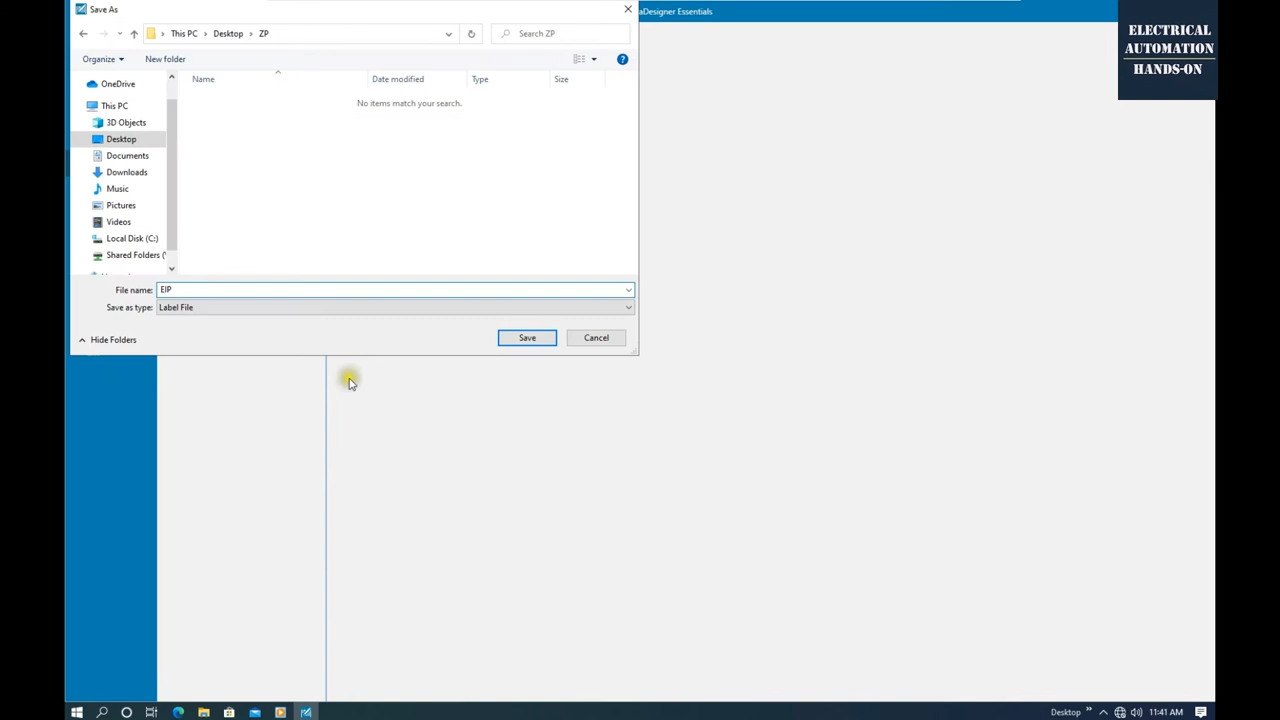 Save As
aDesigner Essentials
ELECTRICAL
AUTOMATION
HANDS-ON
This PC
Desktop
ZP
Search ZP
Organize
New folder
Name
Date modified
Type
Size
No items match your search.
OneDrive
This PC
3D Objects
Desktop
Documents
Downloads
Music
Pictures
Videos
Local Disk (C:)
Shared Folders (
File name:
EIP
Save as type:
Label File
Hide Folders
Save
Cancel
Desktop
11:41 AM